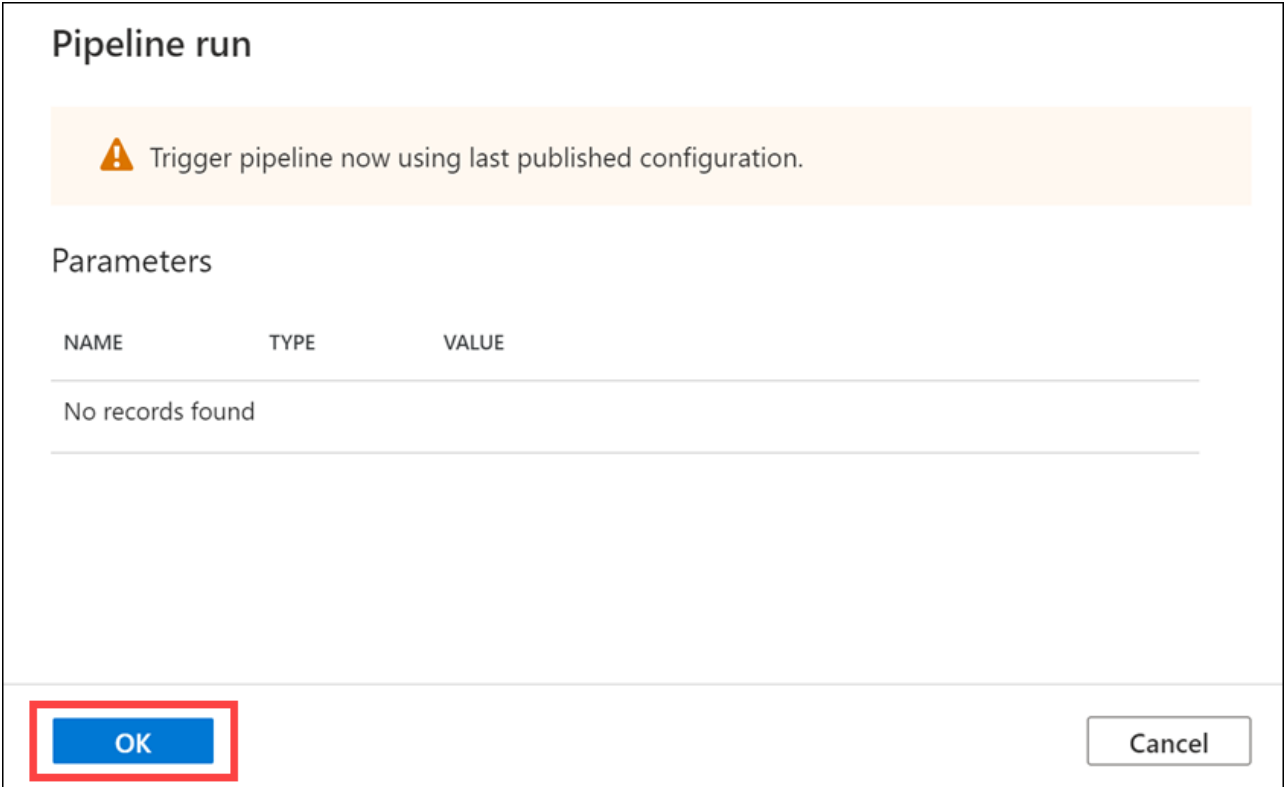 Pipeline run
Trigger pipeline now using last published configuration.
Parameters
NAME TYPE VALUE
No records found
OK Cancel